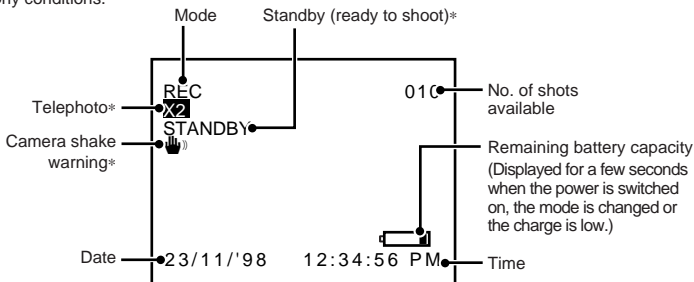 Mode
Standby (ready to shoot)*
REC
010
No. of shots
available
Telephoto*
X2
STANDBY
Camera shake
warning*
Remaining battery capacity
(Displayed for a few seconds
when the power is switched
on, the mode is changed or
the charge is low.)
Date
23/11/'98
12:34:56 PM
Time